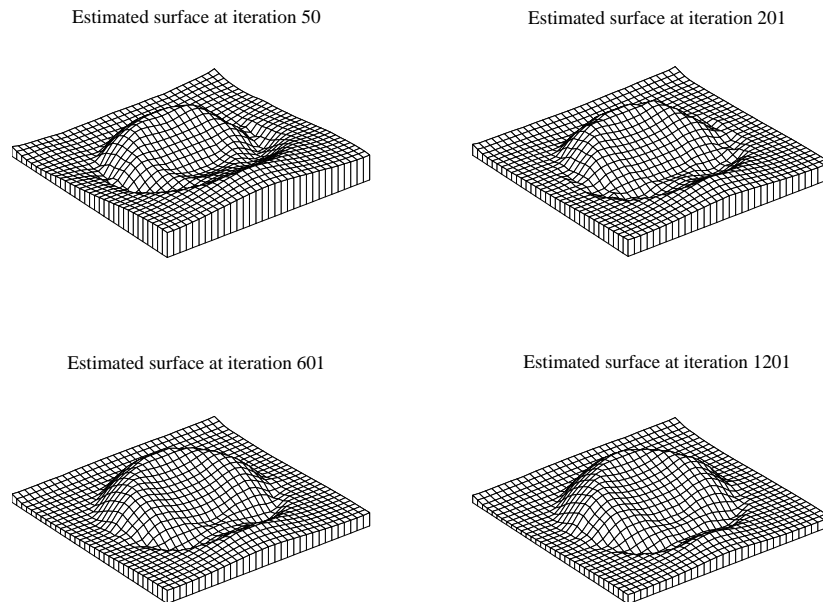 Estimated surface at iteration 50
Estimated surface at iteration 201
Estimated surface at iteration 601
Estimated surface at iteration 1201